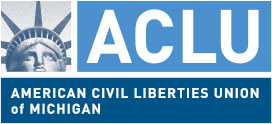 ACLU
AMERICAN CIVIL LIBERTIES UNION
of MICHIGAN